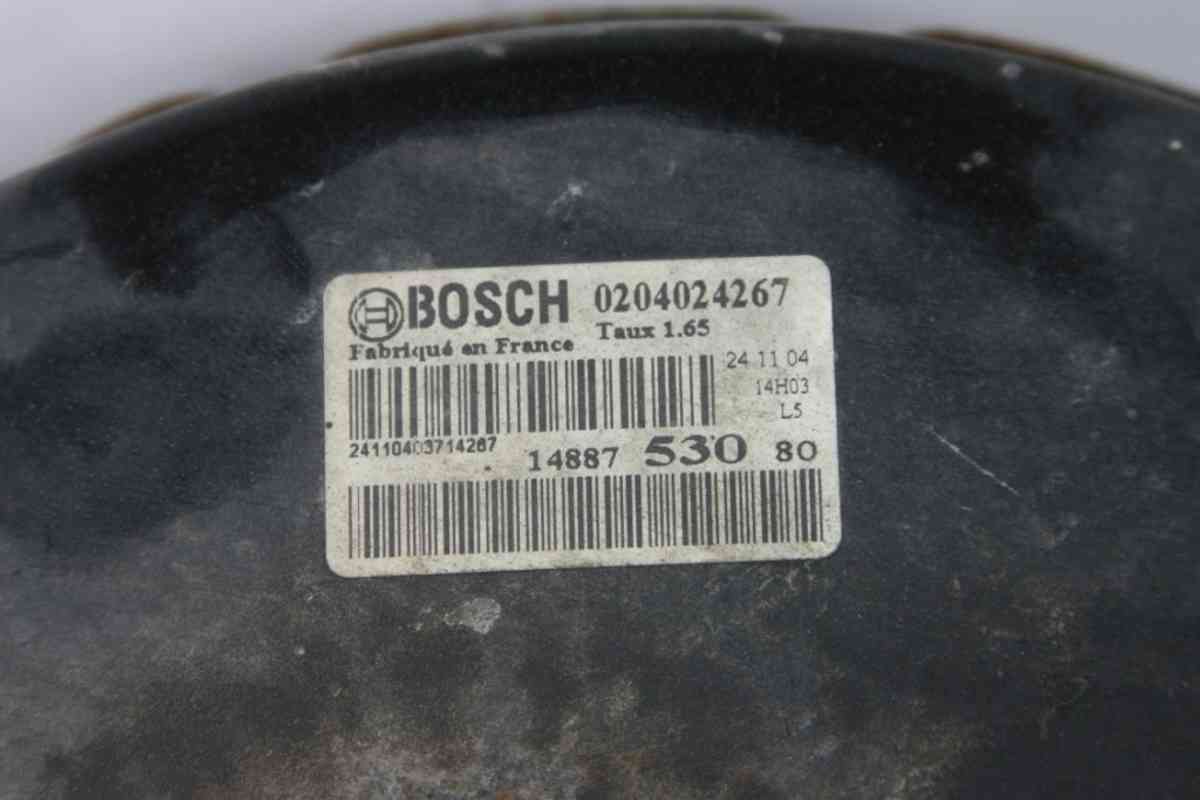 BOSCH 0204024267
Fabriqué en France Taux 1.65
24 11 04
14H03
L5
24110403714267
14887 530 80